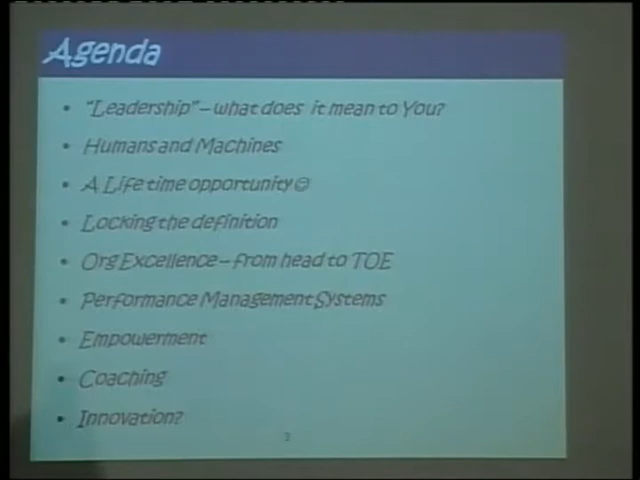 Agenda
• "Leadership" – what does it mean to You?
• Humans and Machines
• A Life time opportunity☺
• Locking the definition
• Org Excellence – from head to TOE
• Performance Management Systems
• Empowerment
• Coaching
• Innovation?
3